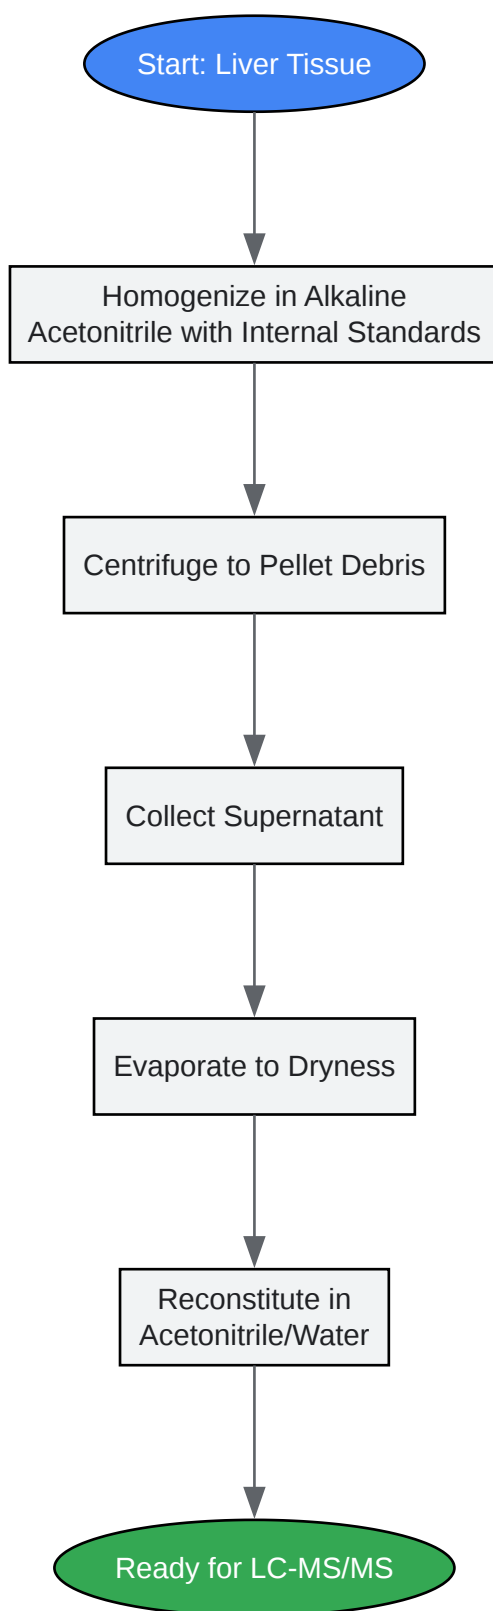 Start: Liver Tissue
Homogenize in Alkaline
Acetonitrile with Internal Standards
Centrifuge to Pellet Debris
Collect Supernatant
Evaporate to Dryness
Reconstitute in
Acetonitrile/Water
Ready for LC-MS/MS